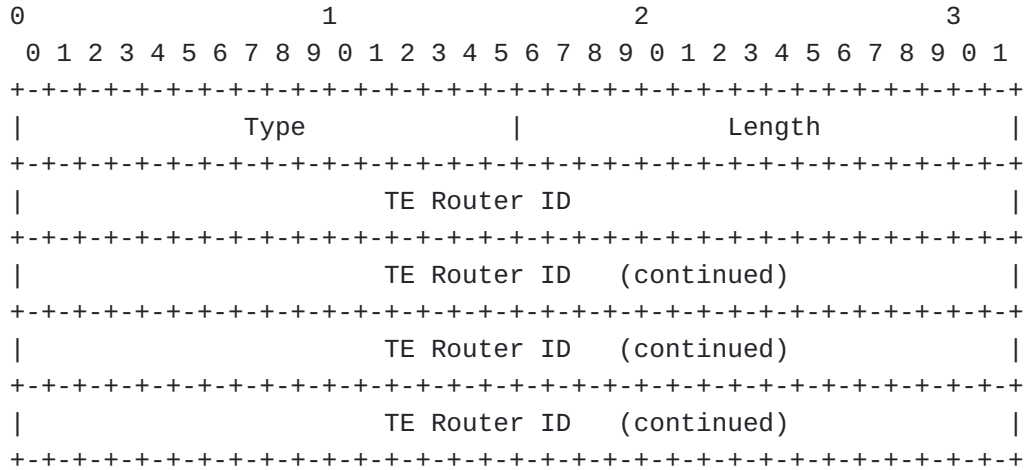 0                   1                   2                   3
 0 1 2 3 4 5 6 7 8 9 0 1 2 3 4 5 6 7 8 9 0 1 2 3 4 5 6 7 8 9 0 1
+-+-+-+-+-+-+-+-+-+-+-+-+-+-+-+-+-+-+-+-+-+-+-+-+-+-+-+-+-+-+-+-+
|              Type             |             Length            |
+-+-+-+-+-+-+-+-+-+-+-+-+-+-+-+-+-+-+-+-+-+-+-+-+-+-+-+-+-+-+-+-+
|                       TE Router ID                            |
+-+-+-+-+-+-+-+-+-+-+-+-+-+-+-+-+-+-+-+-+-+-+-+-+-+-+-+-+-+-+-+-+
|                       TE Router ID   (continued)              |
+-+-+-+-+-+-+-+-+-+-+-+-+-+-+-+-+-+-+-+-+-+-+-+-+-+-+-+-+-+-+-+-+
|                       TE Router ID   (continued)              |
+-+-+-+-+-+-+-+-+-+-+-+-+-+-+-+-+-+-+-+-+-+-+-+-+-+-+-+-+-+-+-+-+
|                       TE Router ID   (continued)              |
+-+-+-+-+-+-+-+-+-+-+-+-+-+-+-+-+-+-+-+-+-+-+-+-+-+-+-+-+-+-+-+-+